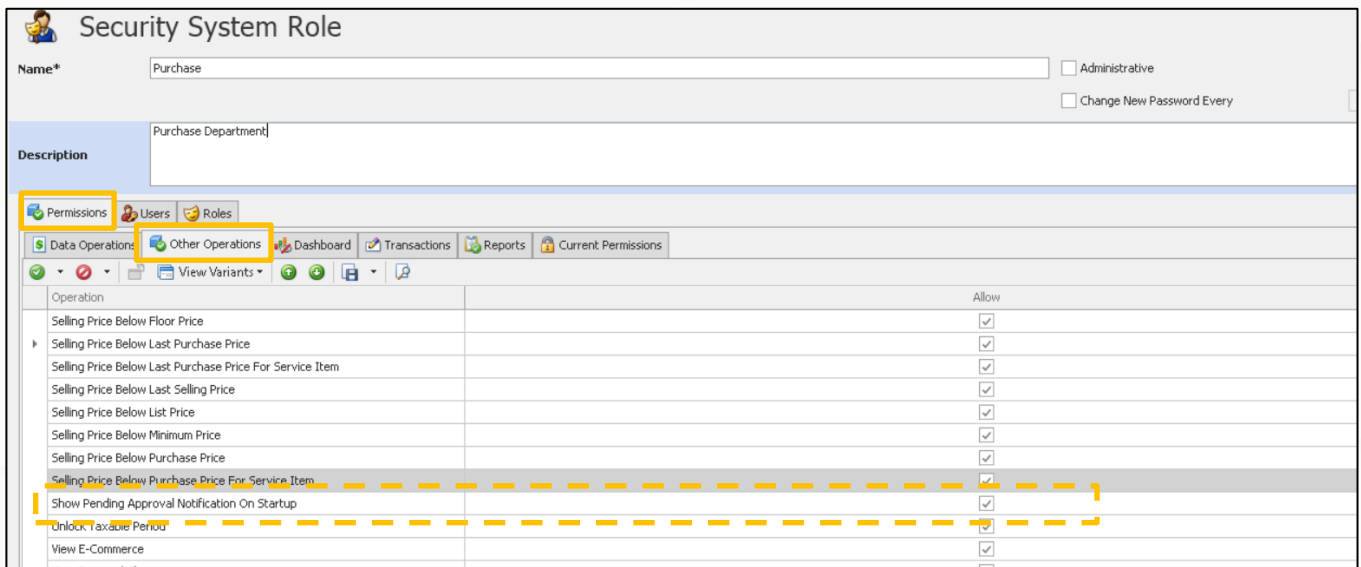 Security System Role
Name* Purchase Administrative
Change New Password Every
Purchase Department
Description
Permissions Users Roles
Data Operations Other Operations Dashboard Transactions Reports Current Permissions
View Variants
Operation Allow
Selling Price Below Floor Price
Selling Price Below Last Purchase Price
Selling Price Below Last Purchase Price For Service Item
Selling Price Below Last Selling Price
Selling Price Below List Price
Selling Price Below Minimum Price
Selling Price Below Purchase Price
Selling Price Below Purchase Price For Service Item
Show Pending Approval Notification On Startup
Unlock Taxable Period
View E-Commerce